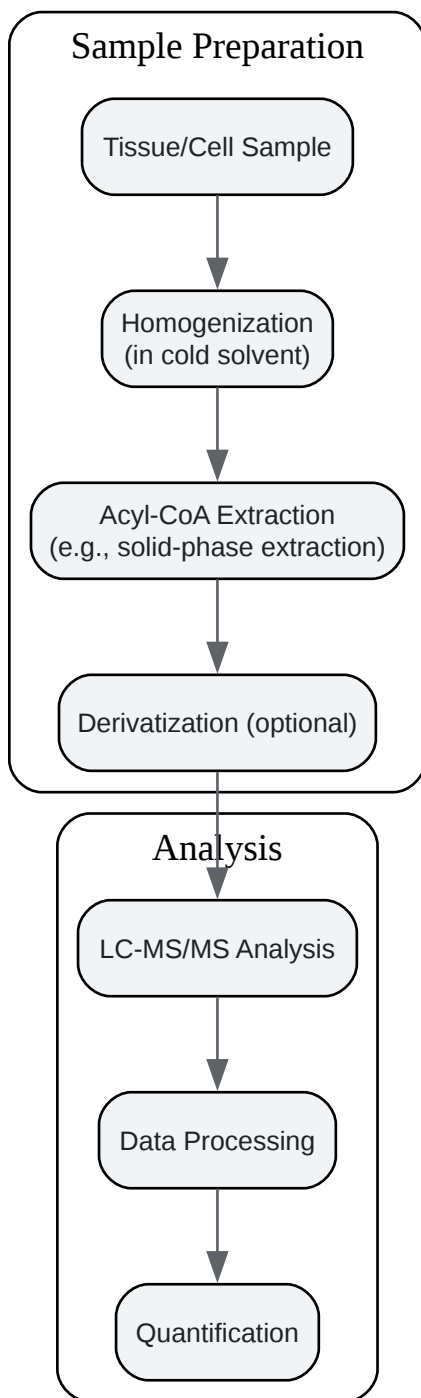 Sample Preparation
Tissue/Cell Sample
Homogenization
(in cold solvent)
Acyl-CoA Extraction
(e.g., solid-phase extraction)
Derivatization (optional)
Analysis
LC-MS/MS Analysis
Data Processing
Quantification